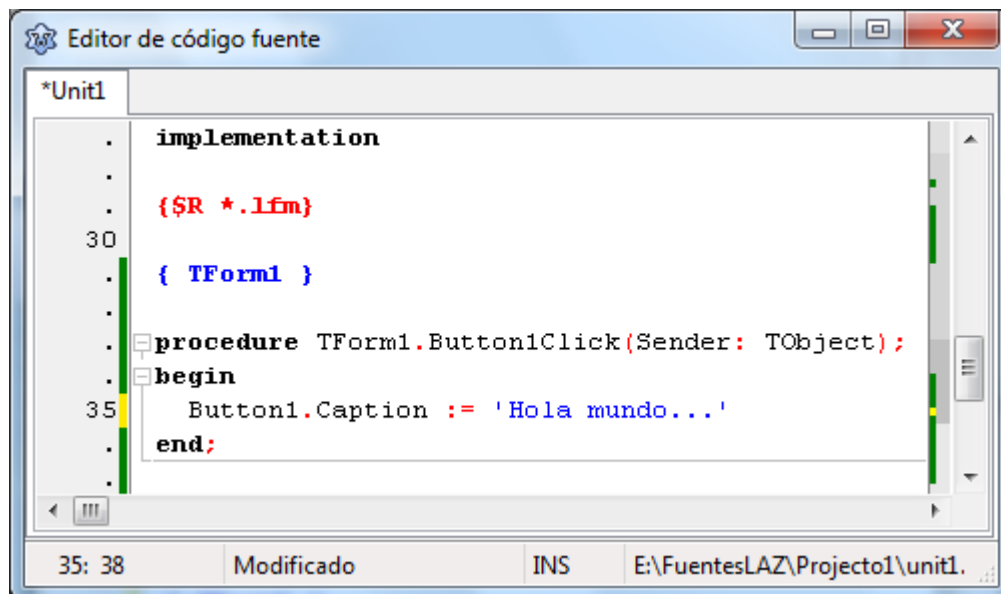 Editor de código fuente
*Unit1
. implementation
.
. {$R *.lfm}
30
. { TForm1 }
.
. procedure TForm1.Button1Click(Sender: TObject);
. begin
35 Button1.Caption := 'Hola mundo...'
. end;
.
35: 38 Modificado INS E:\FuentesLAZ\Projecto1\unit1.